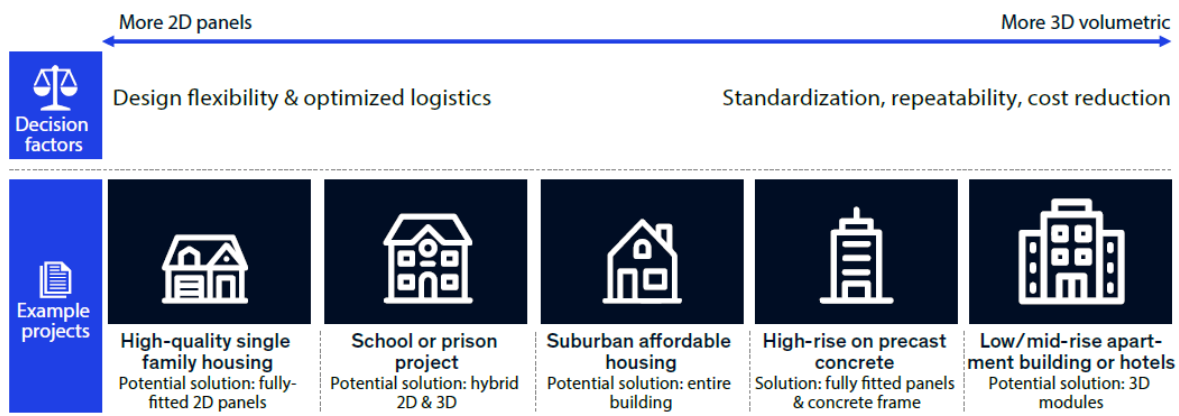 More 2D panels
More 3D volumetric
Decision
factors
Design flexibility & optimized logistics
Standardization, repeatability, cost reduction
Example
projects
High-quality single
family housing
Potential solution: fully-
fitted 2D panels
School or prison
project
Potential solution: hybrid
2D & 3D
Suburban affordable
housing
Potential solution: entire
building
High-rise on precast
concrete
Solution: fully fitted panels
& concrete frame
Low/mid-rise apart-
ment building or hotels
Potential solution: 3D
modules